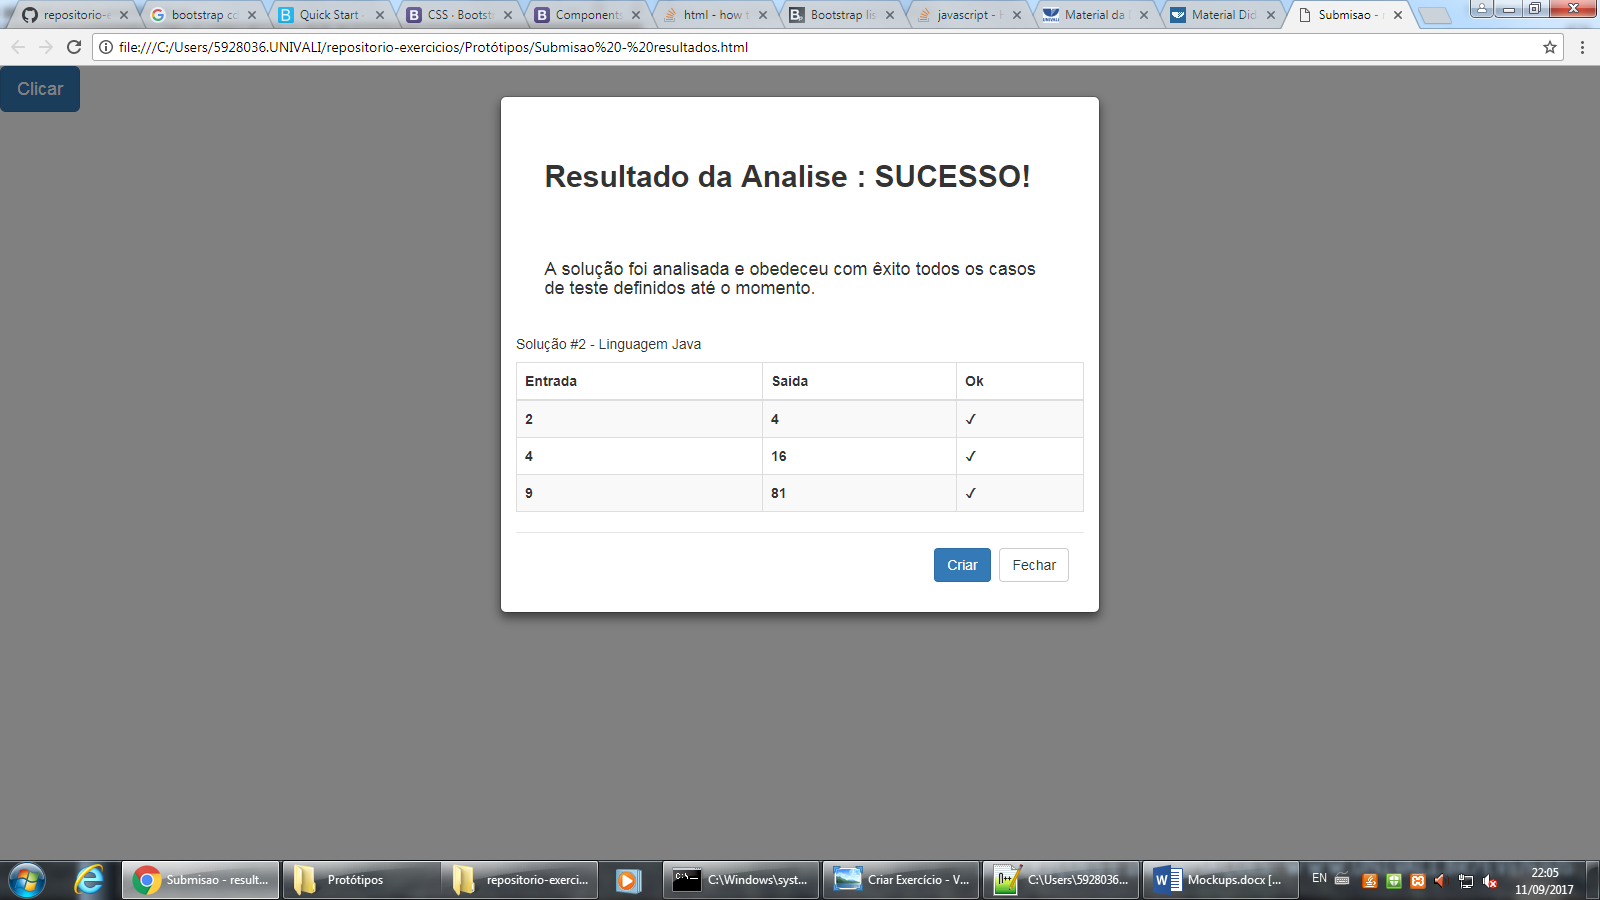 repositorio-e
bootstrap co
Quick Start ·
CSS · Bootst
Components
html - how t
Bootstrap lis
javascript - H
Material da
Material Did
Submisao - r
file:///C:/Users/5928036.UNIVALI/repositorio-exercicios/Protótipos/Submisao%20-%20resultados.html
Clicar
Resultado da Analise : SUCESSO!
A solução foi analisada e obedeceu com êxito todos os casos
de teste definidos até o momento.
Solução #2 - Linguagem Java
Entrada Saida Ok
2 4 ✓
4 16 ✓
9 81 ✓
Criar Fechar
Submisao - result...
Protótipos
repositorio-exerci...
C:\Windows\syst...
Criar Exercício - V...
C:\Users\5928036...
Mockups.docx [...
EN
22:05
11/09/2017